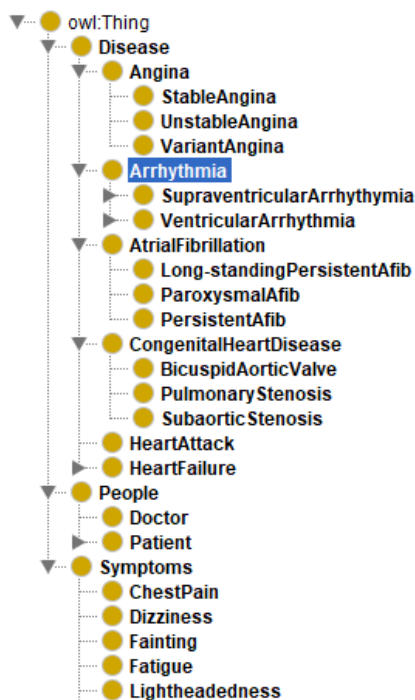 owl:Thing
Disease
Angina
StableAngina
UnstableAngina
VariantAngina
Arrhythmia
SupraventricularArrhythymia
VentricularArrhythmia
AtrialFibrillation
Long-standingPersistentAfib
ParoxysmalAfib
PersistentAfib
CongenitalHeartDisease
BicuspidAorticValve
PulmonaryStenosis
SubaorticStenosis
HeartAttack
HeartFailure
People
Doctor
Patient
Symptoms
ChestPain
Dizziness
Fainting
Fatigue
Lightheadedness